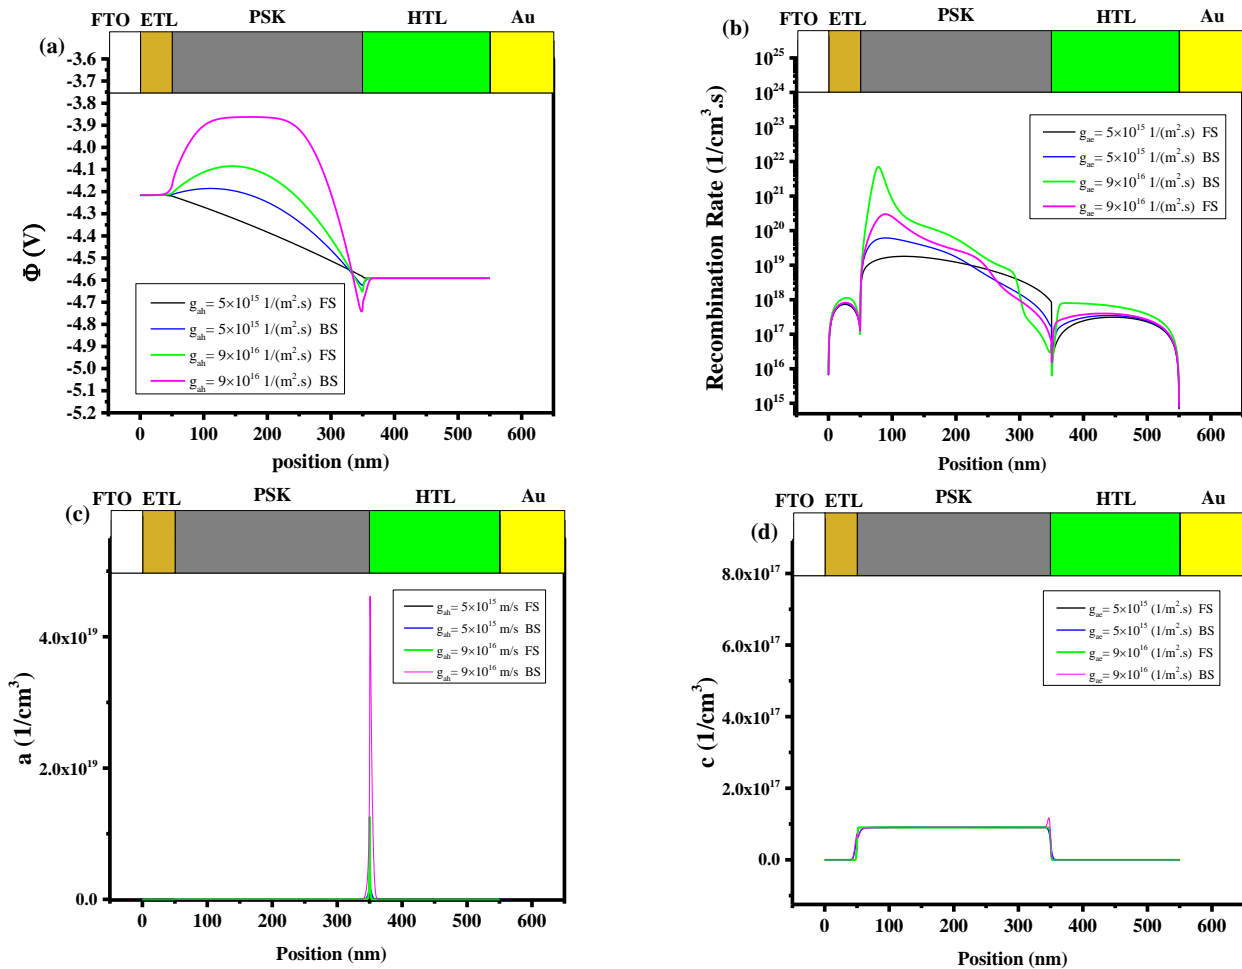 FTO ETL PSK HTL Au
(a)
-3.6
-3.7
-3.8
-3.9
-4.0
-4.1
-4.2
-4.3
-4.4
-4.5
-4.6
-4.7
-4.8
-4.9
-5.0
-5.1
-5.2
Φ (V)
g_ah= 5×10^15 1/(m^2.s) FS
g_ah= 5×10^15 1/(m^2.s) BS
g_ah= 9×10^16 1/(m^2.s) FS
g_ah= 9×10^16 1/(m^2.s) BS
0 100 200 300 400 500 600
position (nm)
FTO ETL PSK HTL Au
(b)
10^25
10^24
10^23
10^22
10^21
10^20
10^19
10^18
10^17
10^16
10^15
Recombination Rate (1/cm^3.s)
g_ae= 5×10^15 1/(m^2.s) FS
g_ae= 5×10^15 1/(m^2.s) BS
g_ae= 9×10^16 1/(m^2.s) BS
g_ae= 9×10^16 1/(m^2.s) FS
0 100 200 300 400 500 600
Position (nm)
FTO ETL PSK HTL Au
(c)
4.0x10^19
2.0x10^19
0.0
a (1/cm^3)
g_ah= 5×10^15 m/s FS
g_ah= 5×10^15 m/s BS
g_ah= 9×10^16 m/s FS
g_ah= 9×10^16 m/s BS
0 100 200 300 400 500 600
Position (nm)
FTO ETL PSK HTL Au
(d)
8.0x10^17
6.0x10^17
4.0x10^17
2.0x10^17
0.0
c (1/cm^3)
g_ae= 5×10^15 (1/m^2.s) FS
g_ae= 5×10^15 (1/m^2.s) BS
g_ae= 9×10^16 (1/m^2.s) FS
g_ae= 9×10^16 (1/m^2.s) BS
0 100 200 300 400 500 600
Position (nm)